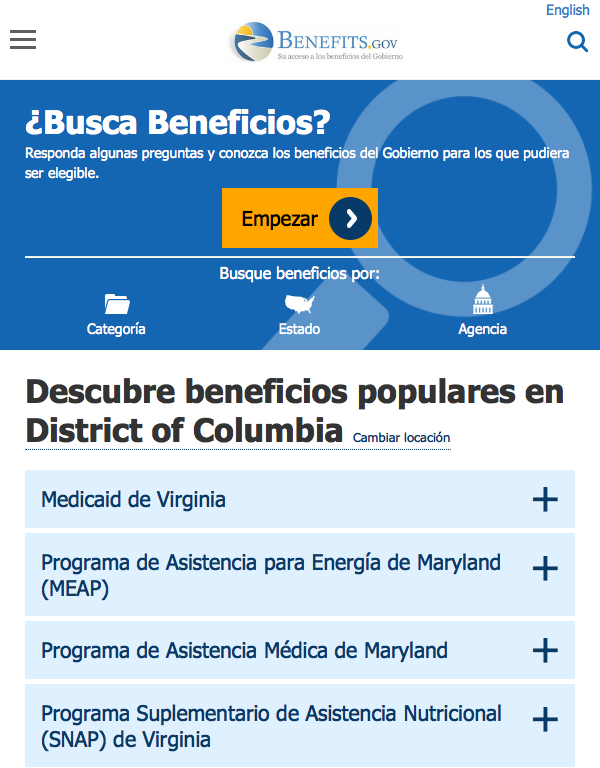 English
BENEFITS.GOV
Su acceso a los beneficios del Gobierno
¿Busca Beneficios?
Responda algunas preguntas y conozca los beneficios del Gobierno para los que pudiera
ser elegible.
Empezar
Busque beneficios por:
Categoría
Estado
Agencia
Descubre beneficios populares en
District of Columbia Cambiar locación
Medicaid de Virginia
Programa de Asistencia para Energía de Maryland
(MEAP)
Programa de Asistencia Médica de Maryland
Programa Suplementario de Asistencia Nutricional
(SNAP) de Virginia